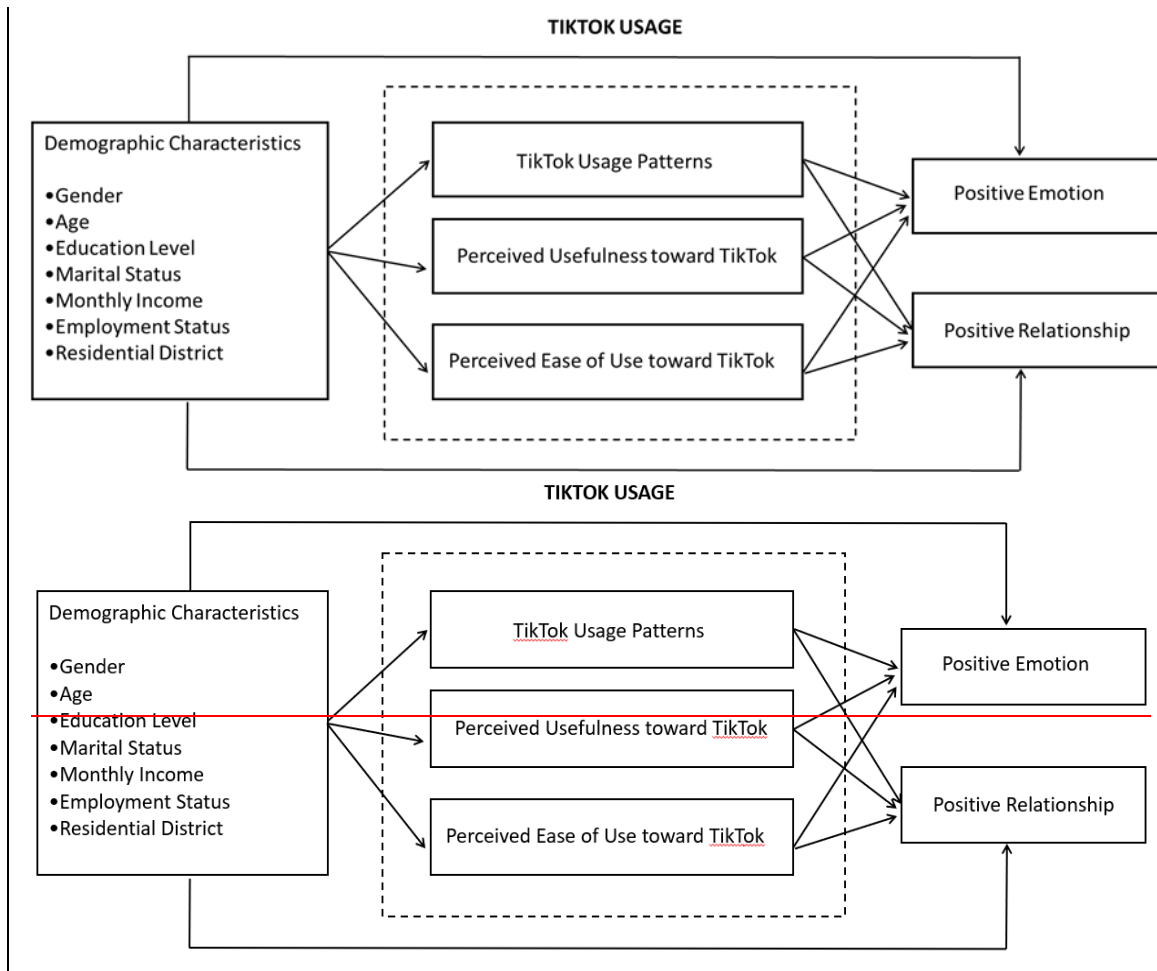 TIKTOK USAGE
Demographic Characteristics
•Gender
•Age
•Education Level
•Marital Status
•Monthly Income
•Employment Status
•Residential District
TikTok Usage Patterns
Perceived Usefulness toward TikTok
Perceived Ease of Use toward TikTok
Positive Emotion
Positive Relationship
TIKTOK USAGE
Demographic Characteristics
•Gender
•Age
•Education Level
•Marital Status
•Monthly Income
•Employment Status
•Residential District
TikTok Usage Patterns
Perceived Usefulness toward TikTok
Perceived Ease of Use toward TikTok
Positive Emotion
Positive Relationship